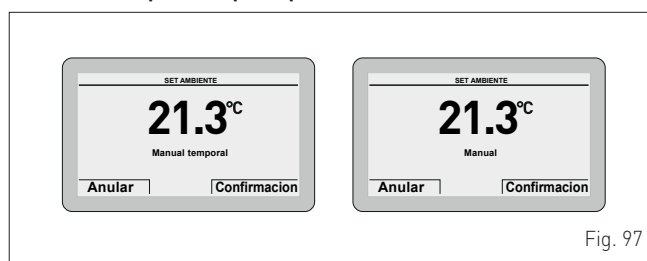 SET AMBIENTE
21.3°C
Manual temporal
Anular Confirmacion
SET AMBIENTE
21.3°C
Manual
Anular Confirmacion
Fig. 97